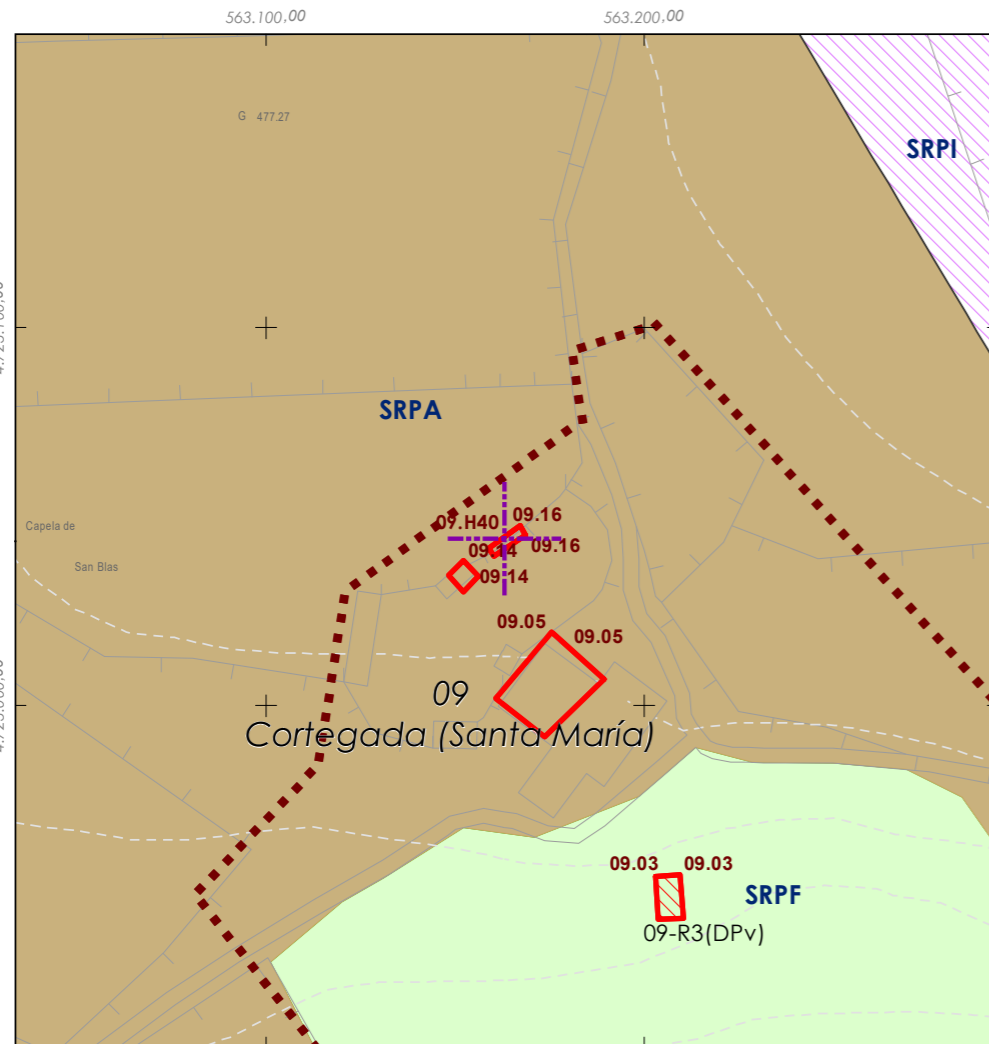 563.100,00
563.200,00
G 477.27
SRPI
SRPA
09.H40
09.16
09.16
Capela de
San Blas
09.14
09.14
09.05
09.05
09
Cortegada (Santa María)
09.03
09.03
SRPF
09-R3(DPv)